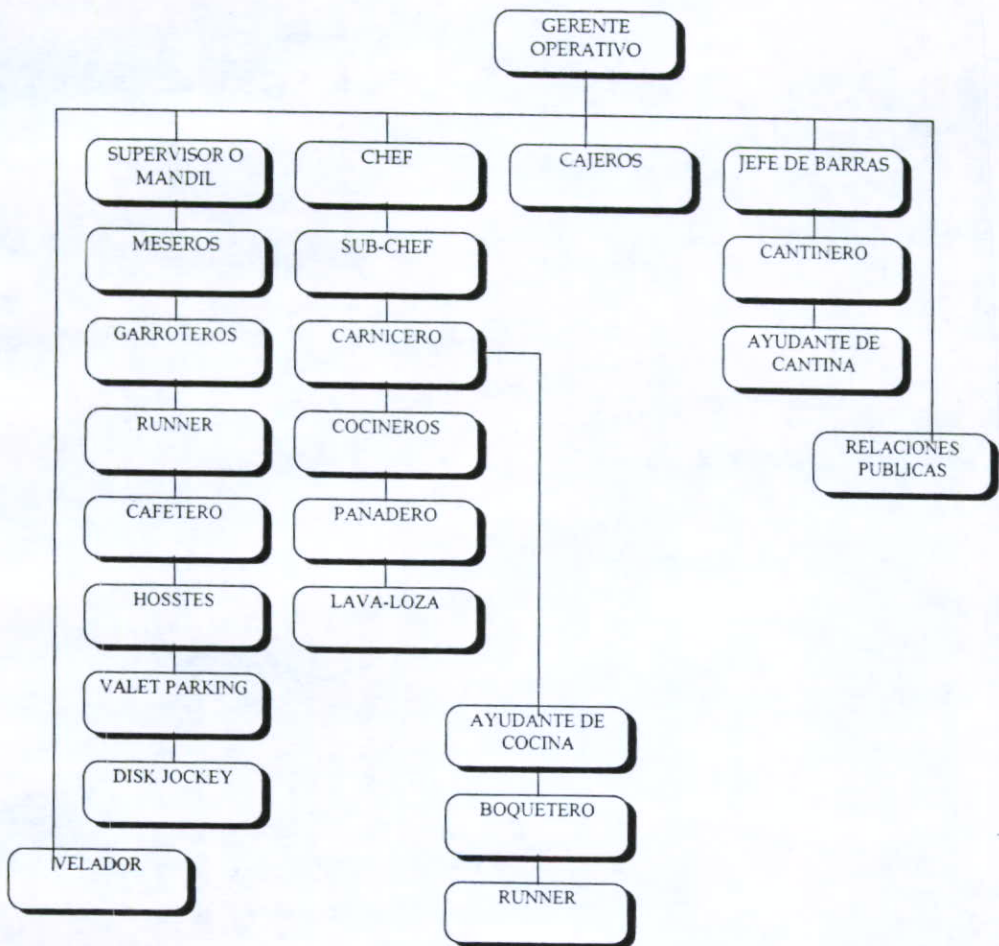 GERENTE
OPERATIVO
SUPERVISOR O
MANDIL
CHEF
CAJEROS
JEFE DE BARRAS
MESEROS
SUB-CHEF
CANTINERO
GARROTEROS
CARNICERO
AYUDANTE DE
CANTINA
RUNNER
COCINEROS
RELACIONES
PUBLICAS
CAFETERO
PANADERO
HOSSTES
LAVA-LOZA
VALET PARKING
AYUDANTE DE
COCINA
DISK JOCKEY
BOQUETERO
VELADOR
RUNNER